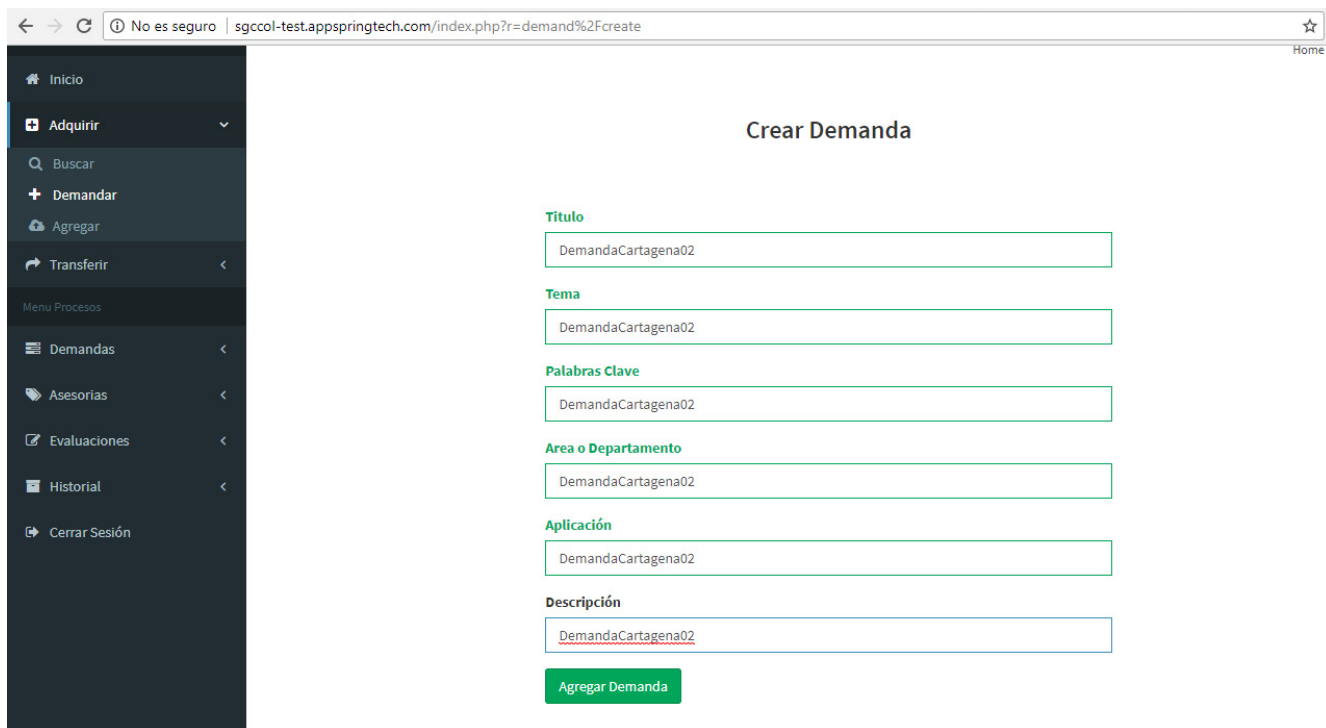 No es seguro | sgccol-test.appspringtech.com/index.php?r=demand%2Fcreate
Home
Inicio
Adquirir
Buscar
Demandar
Agregar
Transferir
Menu Procesos
Demandas
Asesorias
Evaluaciones
Historial
Cerrar Sesión
Crear Demanda
Titulo
DemandaCartagena02
Tema
DemandaCartagena02
Palabras Clave
DemandaCartagena02
Area o Departamento
DemandaCartagena02
Aplicación
DemandaCartagena02
Descripción
DemandaCartagena02
Agregar Demanda